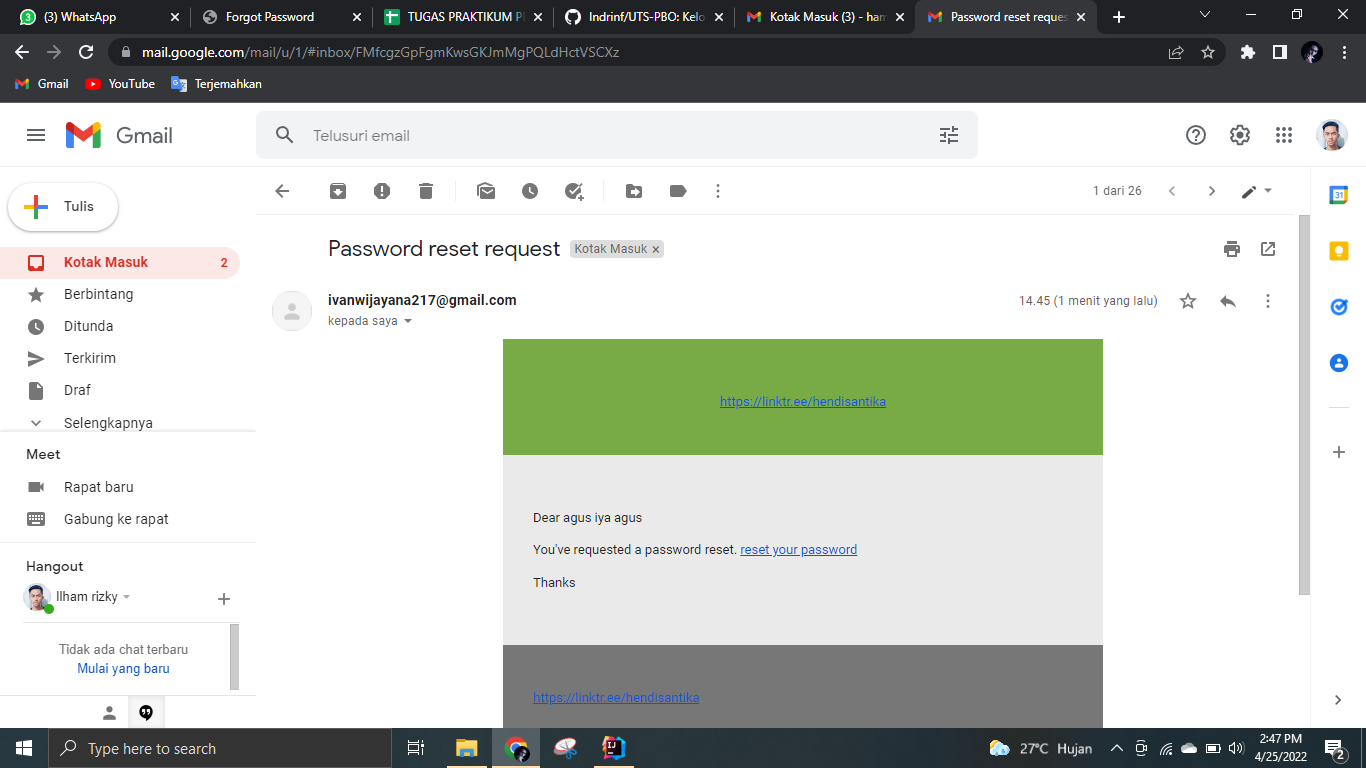 (3) WhatsApp
Forgot Password
TUGAS PRAKTIKUM P
Indrinf/UTS-PBO: Kelo
Kotak Masuk (3) - ham
Password reset reques
mail.google.com/mail/u/1/#inbox/FMfcgzGpFgmKwsGKJmMgPQLdHctVSCXz
Gmail
YouTube
Terjemahkan
Gmail
Telusuri email
Tulis
1 dari 26
Kotak Masuk 2
Berbintang
Ditunda
Terkirim
Draf
Selengkapnya
Meet
Rapat baru
Gabung ke rapat
Hangout
Ilham rizky
Tidak ada chat terbaru
Mulai yang baru
Password reset request
Kotak Masuk
ivanwijayana217@gmail.com
14.45 (1 menit yang lalu)
kepada saya
https://linktr.ee/hendisantika
Dear agus iya agus
You've requested a password reset. reset your password
Thanks
https://linktr.ee/hendisantika
31
Type here to search
27°C Hujan
2:47 PM
4/25/2022
2